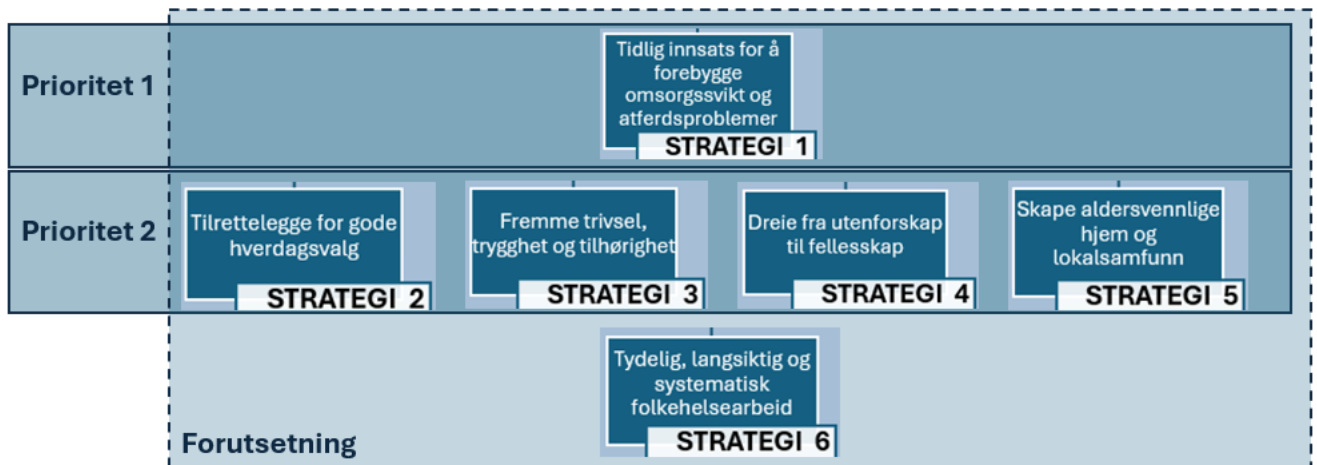 Prioritet 1
Tidlig innsats for å
forebygge
omsorgssvikt og
atferdsproblemer
STRATEGI 1
Prioritet 2
Tilrettelegge for gode
hverdagsvalg
STRATEGI 2
Fremme trivsel,
trygghet og tilhørighet
STRATEGI 3
Dreie fra utenforskap
til fellesskap
STRATEGI 4
Skape aldersvennlige
hjem og
lokalsamfunn
STRATEGI 5
Tydelig, langsiktig og
systematisk
folkehelsearbeid
STRATEGI 6
Forutsetning